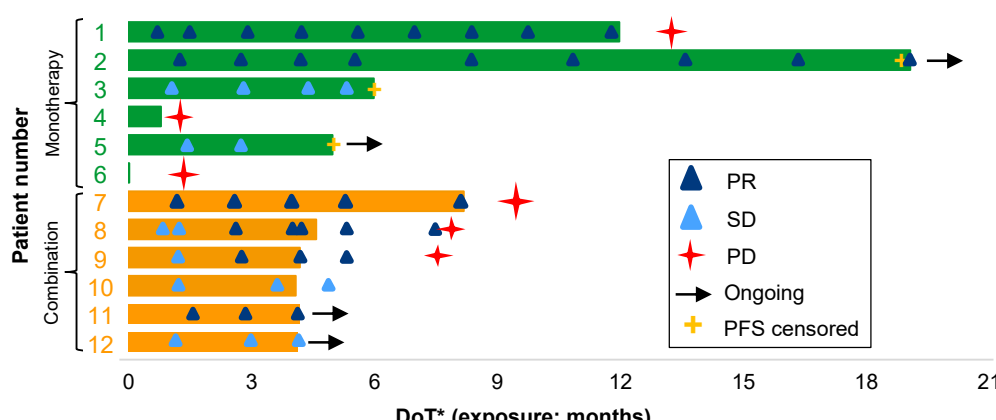 Patient number
Monotherapy
Combination
1
2
3
4
5
6
7
8
9
10
11
12
PR
SD
PD
Ongoing
PFS censored
0 3 6 9 12 15 18 21
DoT* (exposure; months)